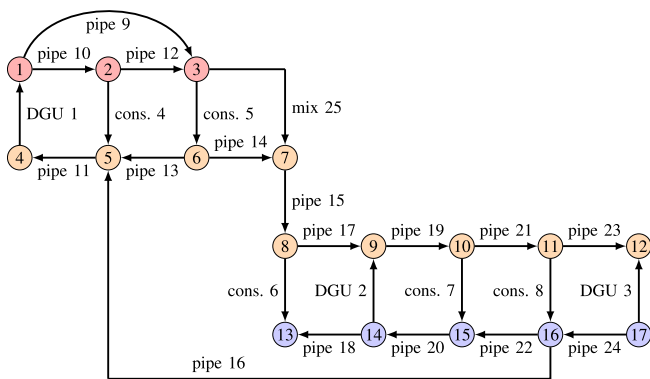 pipe 9
pipe 10 pipe 12
1 2 3
DGU 1 cons. 4 cons. 5 mix 25
pipe 14
4 5 6 7
pipe 11 pipe 13
pipe 15
pipe 17 pipe 19 pipe 21 pipe 23
8 9 10 11 12
cons. 6 DGU 2 cons. 7 cons. 8 DGU 3
13 14 15 16 17
pipe 18 pipe 20 pipe 22 pipe 24
pipe 16